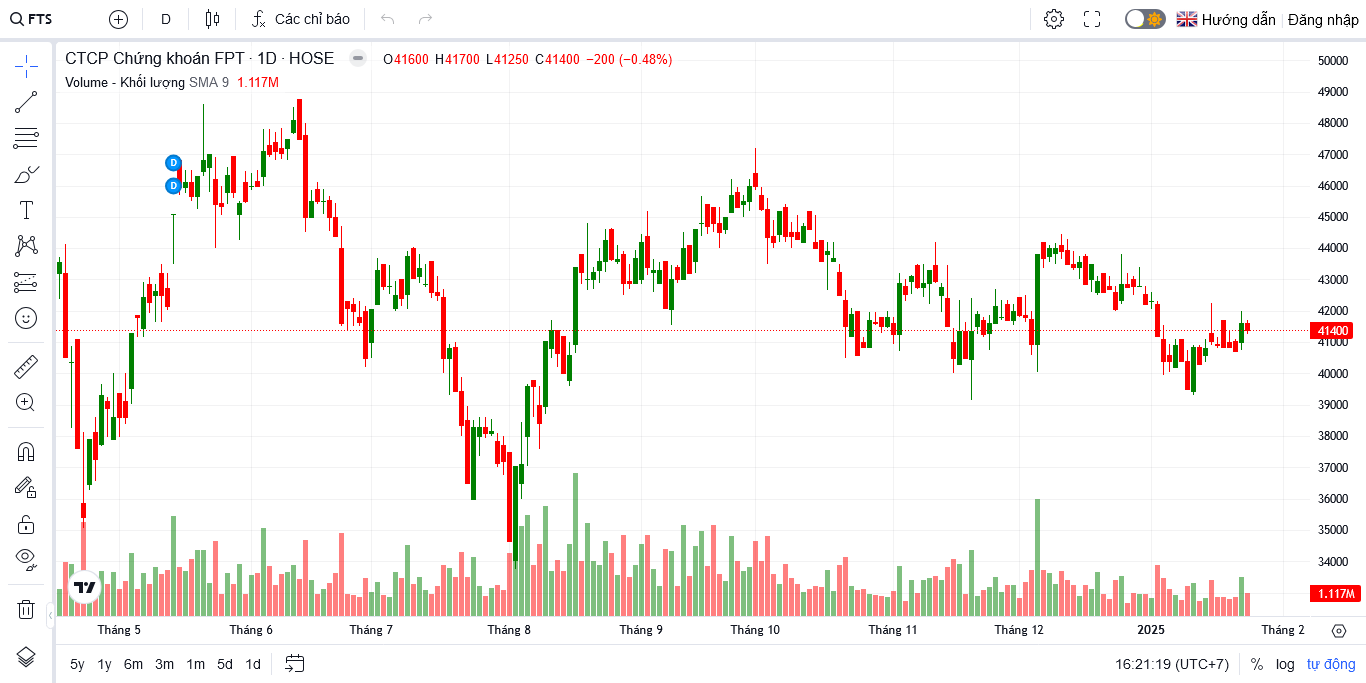 FTS D Các chỉ báo Hướng dẫn Đăng nhập
CTCP Chứng khoán FPT · 1D · HOSE O41600 H41700 L41250 C41400 −200 (−0.48%)
Volume - Khối lượng SMA 9 1.117M
50000
49000
48000
47000
46000
45000
44000
43000
42000
41400
41000
40000
39000
38000
37000
36000
35000
34000
1.117M
D
D
Tháng 5 Tháng 6 Tháng 7 Tháng 8 Tháng 9 Tháng 10 Tháng 11 Tháng 12 2025 Tháng 2
5y 1y 6m 3m 1m 5d 1d 16:21:19 (UTC+7) % log tự động